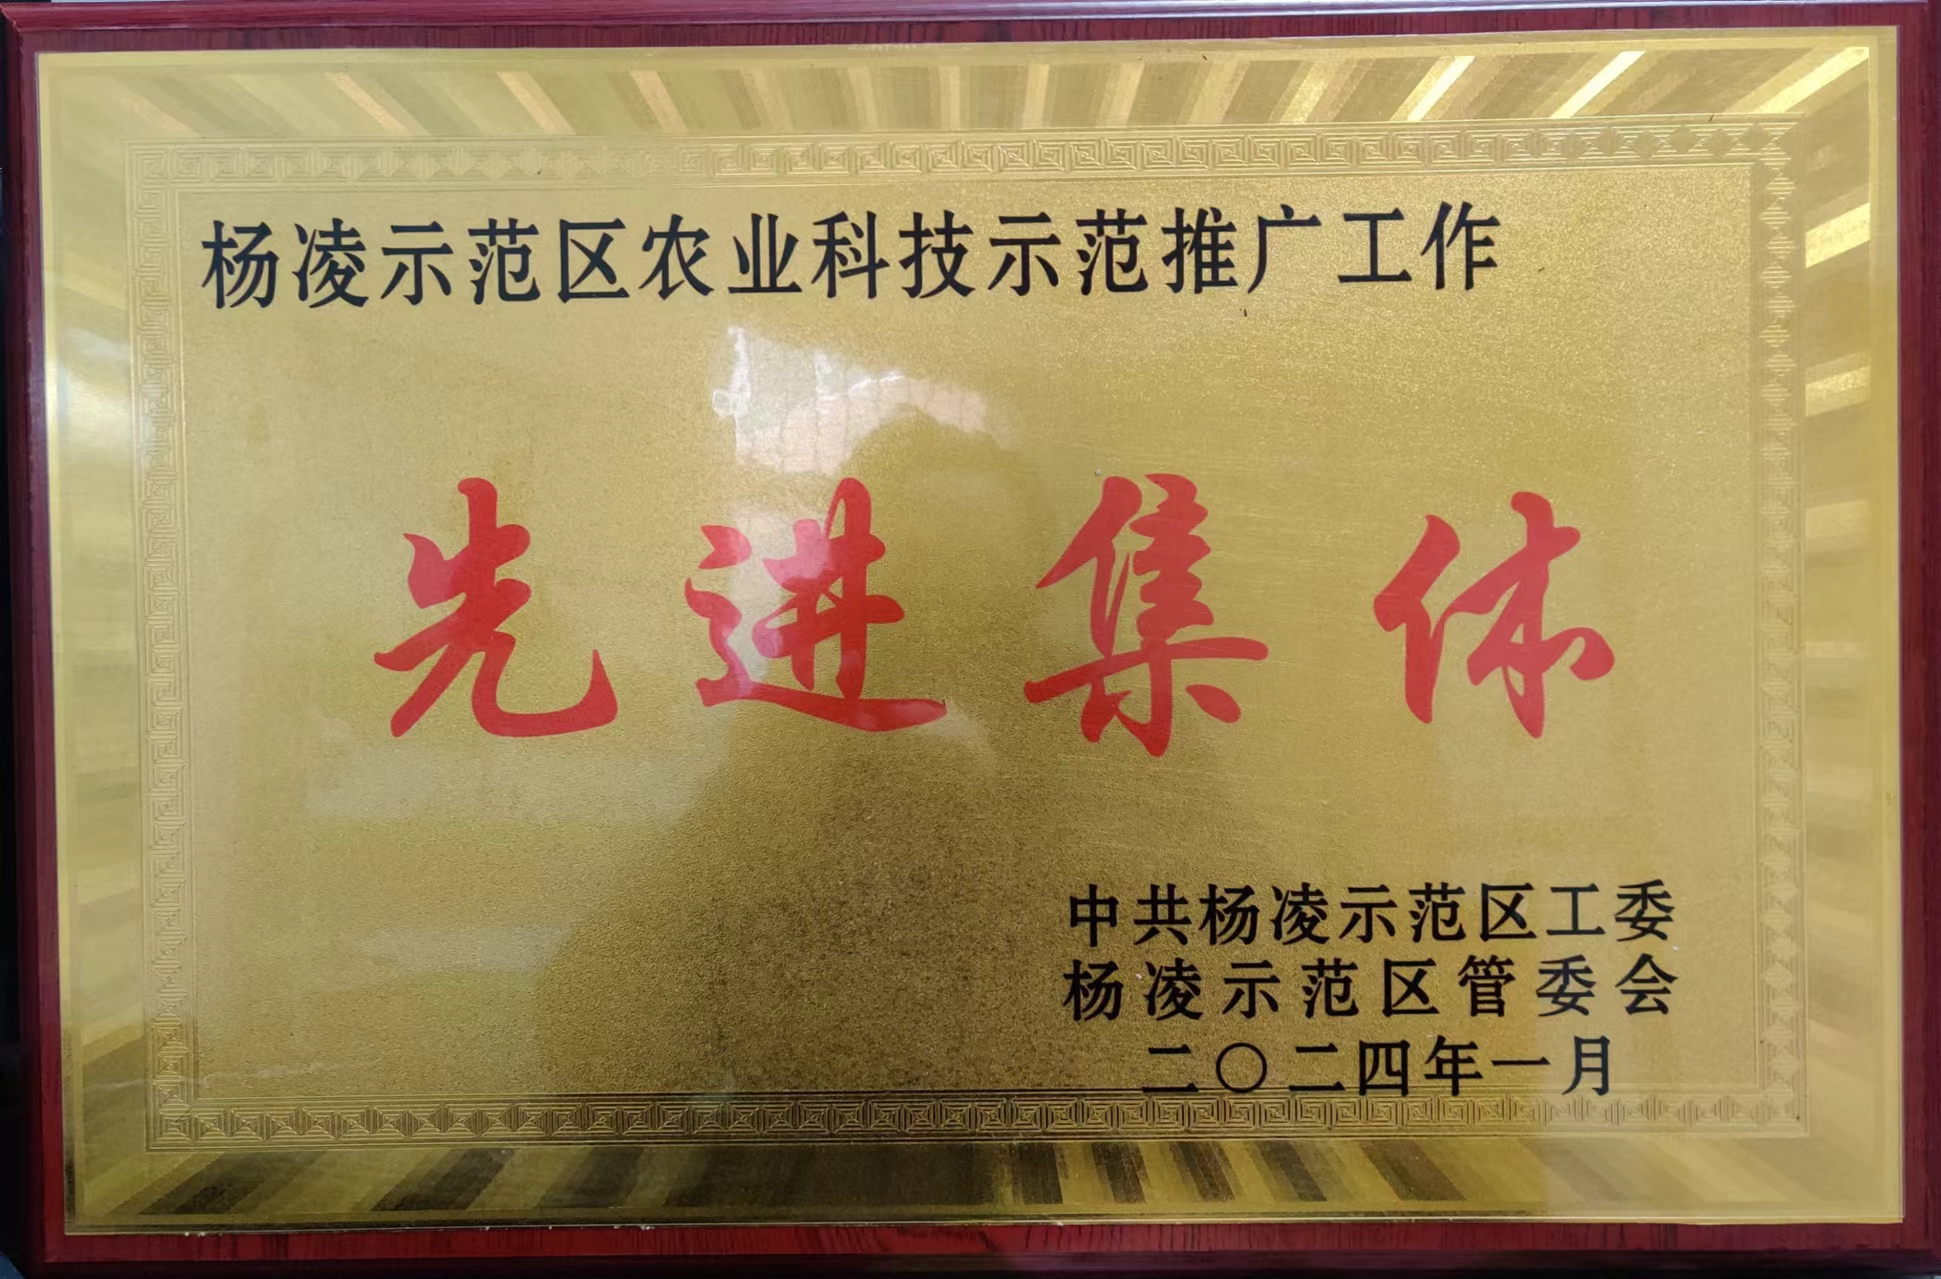 杨凌示范区农业科技示范推广工作
先进集体
中共杨凌示范区工委
杨凌示范区管委会
二〇二四年一月